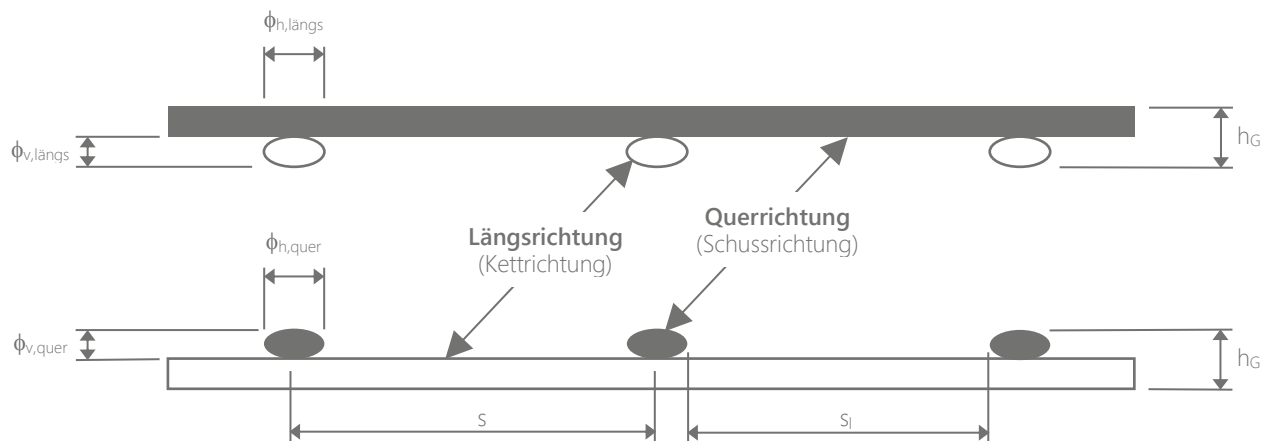 ϕh,längs
ϕv,längs
hG
Längsrichtung
(Kettrichtung)
Querrichtung
(Schussrichtung)
ϕh,quer
ϕv,quer
hG
s
sl